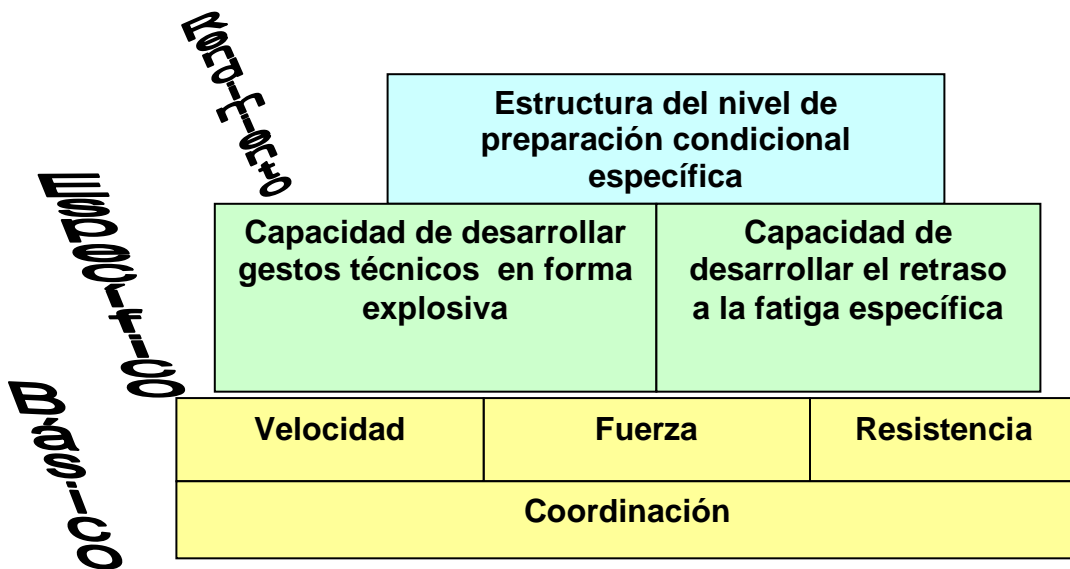 Rendimiento
Estructura del nivel de
preparación condicional
específica
Específico
Capacidad de desarrollar
gestos técnicos en forma
explosiva
Capacidad de
desarrollar el retraso
a la fatiga específica
Básico
Velocidad
Fuerza
Resistencia
Coordinación